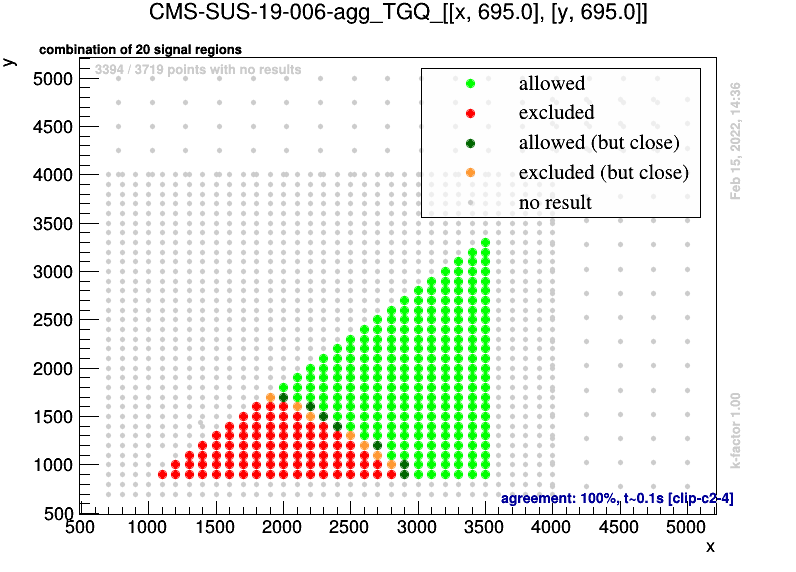 CMS-SUS-19-006-agg_TGQ_[[x, 695.0], [y, 695.0]]
combination of 20 signal regions
y
3394 / 3719 points with no results
allowed
excluded
allowed (but close)
excluded (but close)
no result
Feb 15, 2022, 14:36
k-factor 1.00
5000
4500
4000
3500
3000
2500
2000
1500
1000
500
agreement: 100%, t~0.1s [clip-c2-4]
500 1000 1500 2000 2500 3000 3500 4000 4500 5000
x